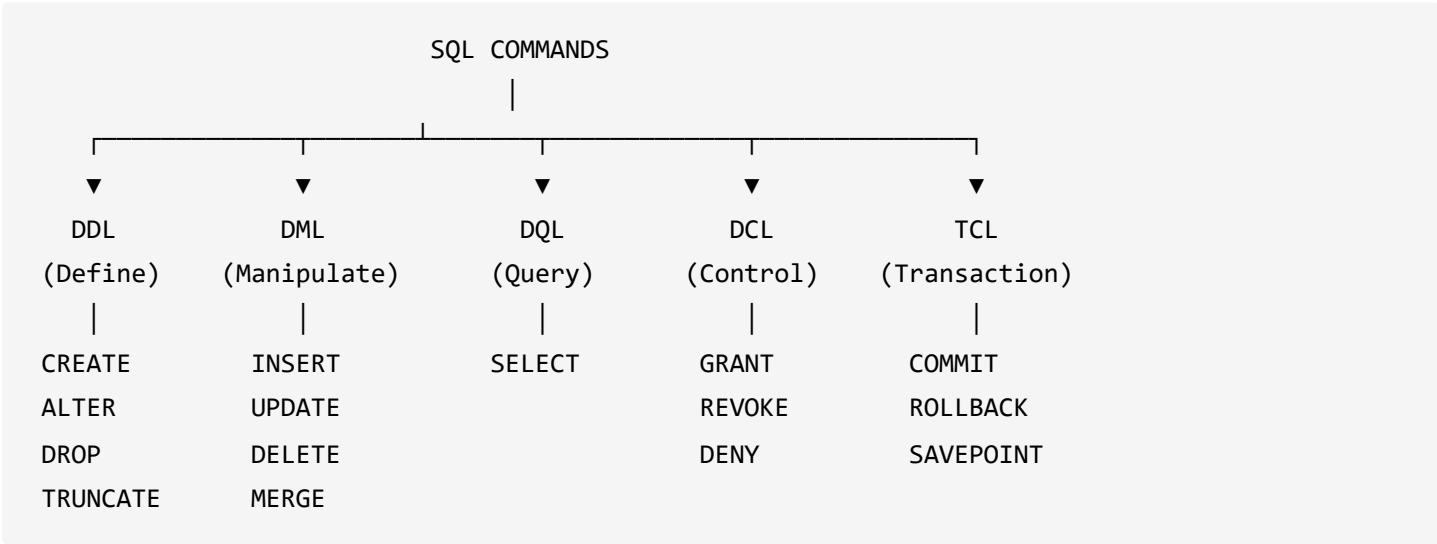 SQL COMMANDS
DDL DML DQL DCL TCL
(Define) (Manipulate) (Query) (Control) (Transaction)
CREATE INSERT SELECT GRANT COMMIT
ALTER UPDATE REVOKE ROLLBACK
DROP DELETE DENY SAVEPOINT
TRUNCATE MERGE